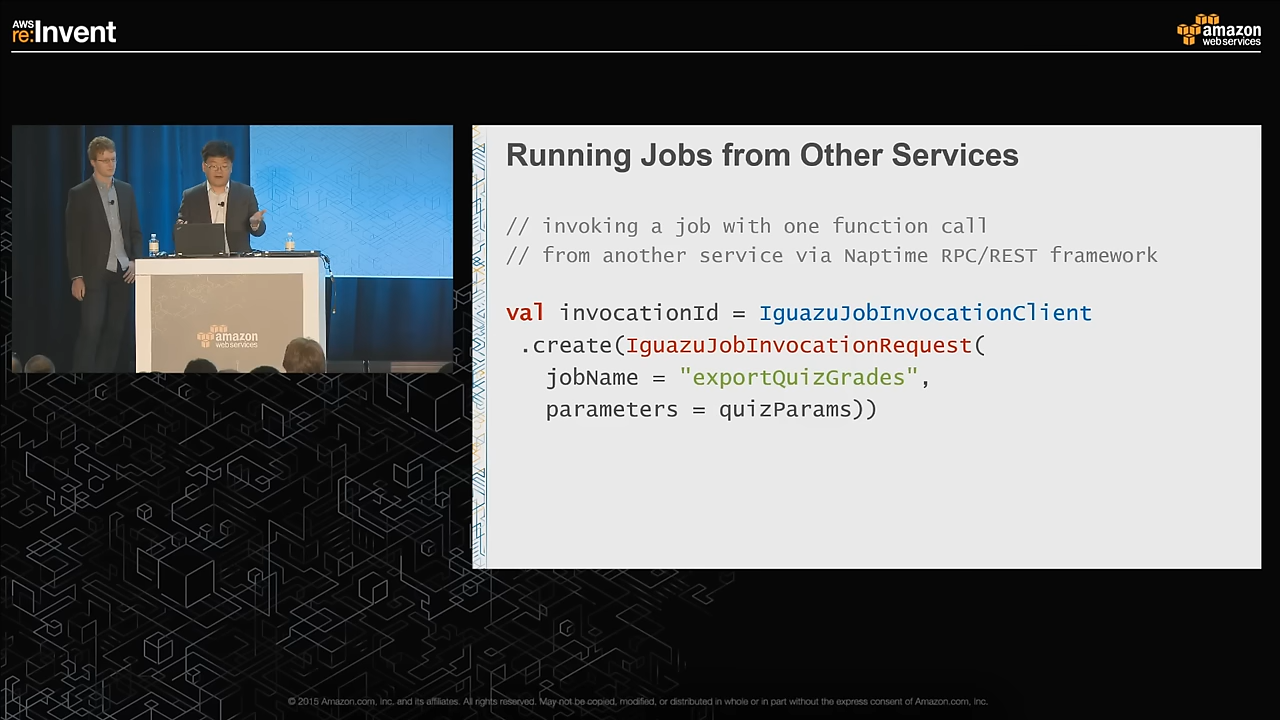 AWS
re:Invent
amazon
web services
Running Jobs from Other Services
// invoking a job with one function call
// from another service via Naptime RPC/REST framework
val invocationId = IguazuJobInvocationClient
.create(IguazuJobInvocationRequest(
jobName = "exportQuizGrades",
parameters = quizParams))
amazon
web services
© 2015 Amazon.com, Inc. and its affiliates. All rights reserved. May not be copied, modified, or distributed in whole or in part without the express consent of Amazon.com, Inc.